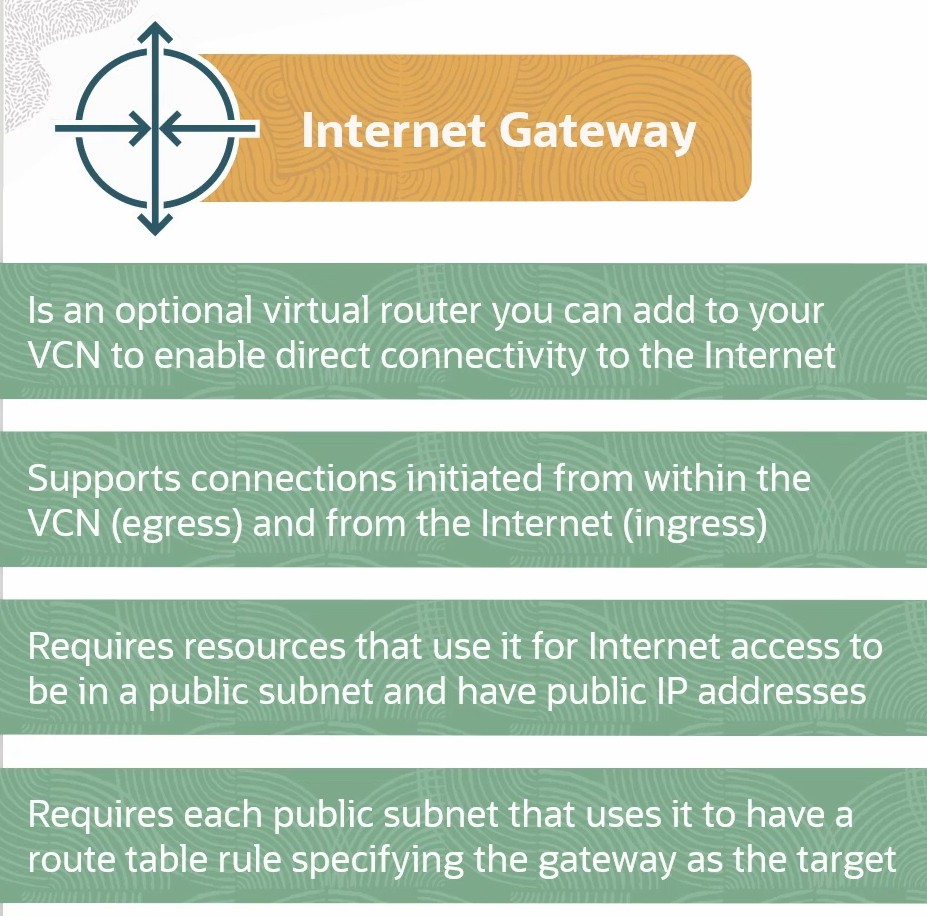 Internet Gateway
Is an optional virtual router you can add to your
VCN to enable direct connectivity to the Internet
Supports connections initiated from within the
VCN (egress) and from the Internet (ingress)
Requires resources that use it for Internet access to
be in a public subnet and have public IP addresses
Requires each public subnet that uses it to have a
route table rule specifying the gateway as the target